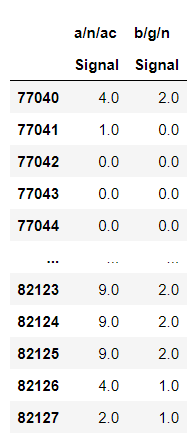 a/n/ac b/g/n
Signal Signal
77040 4.0 2.0
77041 1.0 0.0
77042 0.0 0.0
77043 0.0 0.0
77044 0.0 0.0
... ... ...
82123 9.0 2.0
82124 9.0 2.0
82125 9.0 2.0
82126 4.0 1.0
82127 2.0 1.0